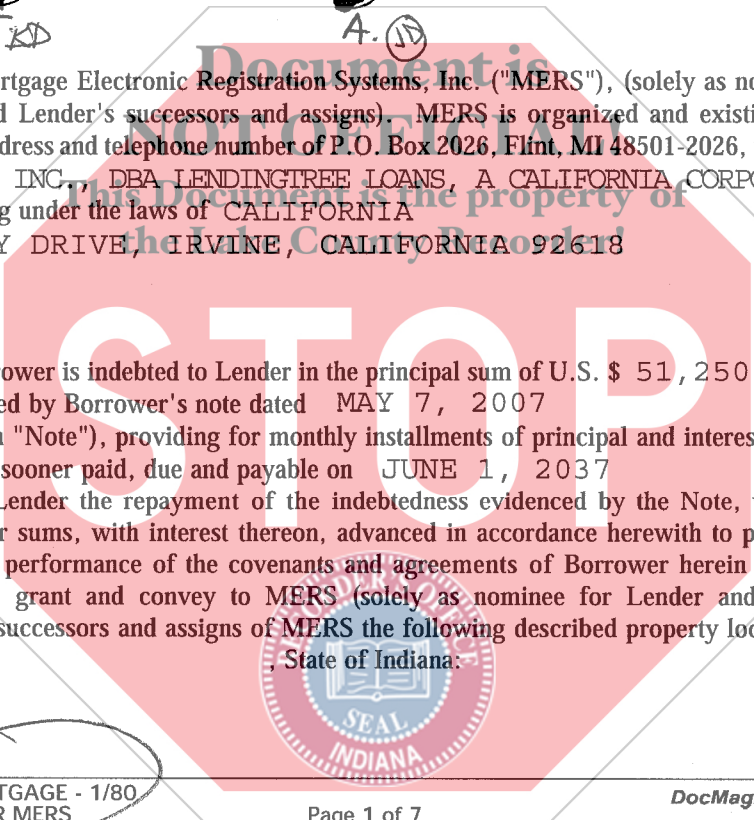 KD
A. JD
Document is
rtgage Electronic Registration Systems, Inc. ("MERS"), (solely as no
d Lender's successors and assigns). MERS is organized and existi
NOT OFFICIAL!
dress and telephone number of P.O. Box 2026, Flint, MI 48501-2026,
INC., DBA LENDINGTREE LOANS, A CALIFORNIA CORPO
This Document is the property of
g under the laws of CALIFORNIA
the Lake County Recorder!
Y DRIVE, IRVINE, CALIFORNIA 92618
STOP
ower is indebted to Lender in the principal sum of U.S. $ 51,250
ed by Borrower's note dated MAY 7, 2007
"Note"), providing for monthly installments of principal and interes
sooner paid, due and payable on JUNE 1, 2037
Lender the repayment of the indebtedness evidenced by the Note,
r sums, with interest thereon, advanced in accordance herewith to p
performance of the covenants and agreements of Borrower herein
grant and convey to MERS (solely as nominee for Lender and
successors and assigns of MERS the following described property loc
, State of Indiana:
RECORDER'S OFFICE
SEAL
INDIANA
TGAGE - 1/80
R MERS
Page 1 of 7
DocMag